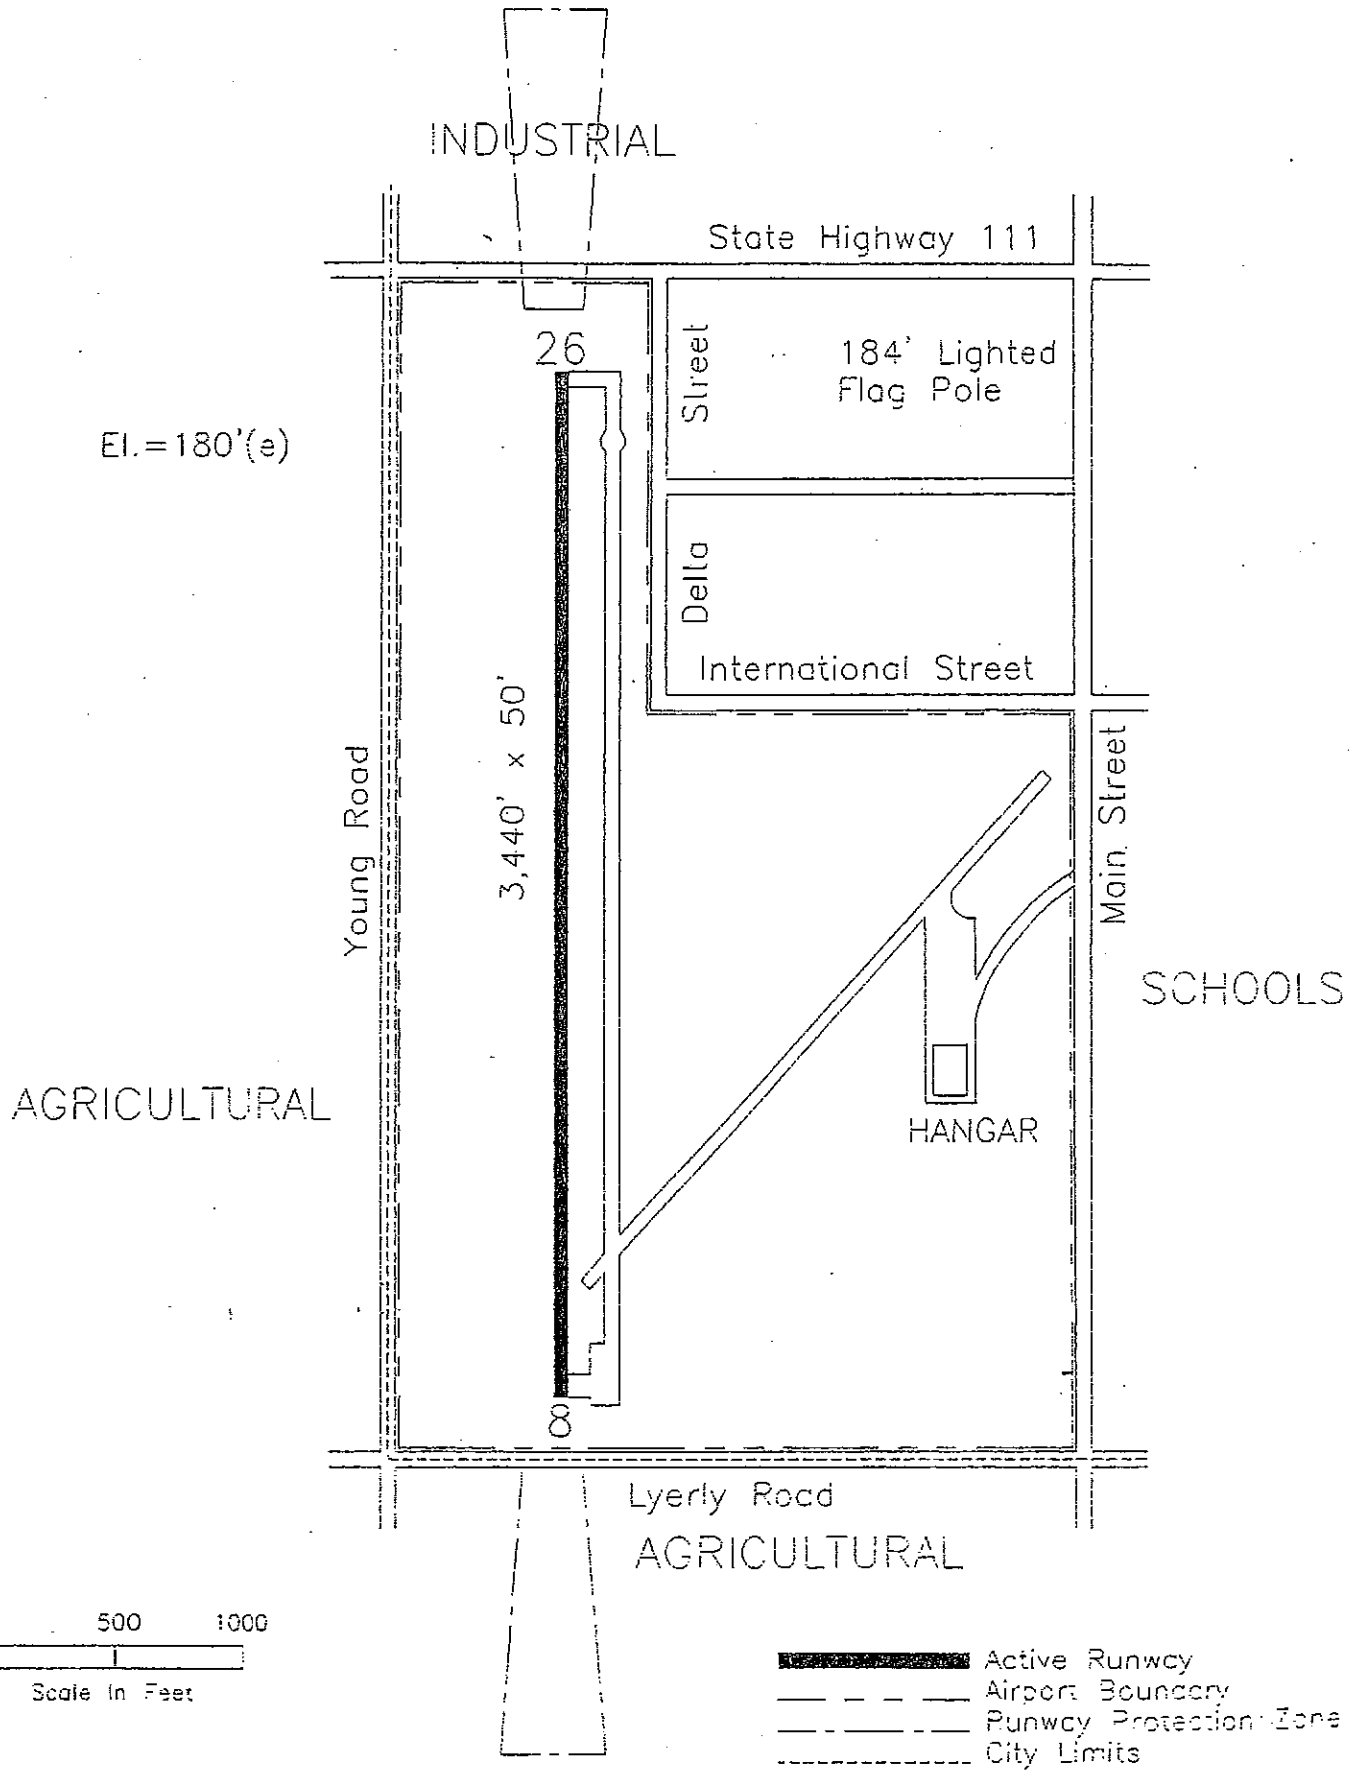 INDUSTRIAL
State Highway 111
26
Street
184' Lighted
Flag Pole
El.=180'(e)
Delta
International Street
3,440' x 50'
Young Road
Main Street
SCHOOLS
AGRICULTURAL
HANGAR
8
Lyerly Road
AGRICULTURAL
500 1000
Scale In Feet
Active Runway
Airport Boundary
Runway Protection Zone
City Limits